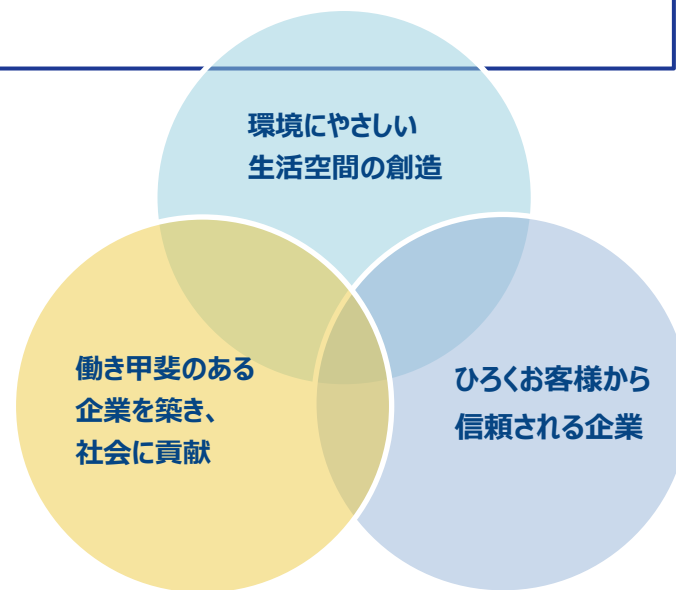 環境にやさしい
生活空間の創造
働き甲斐のある
企業を築き、
社会に貢献
ひろくお客様から
信頼される企業